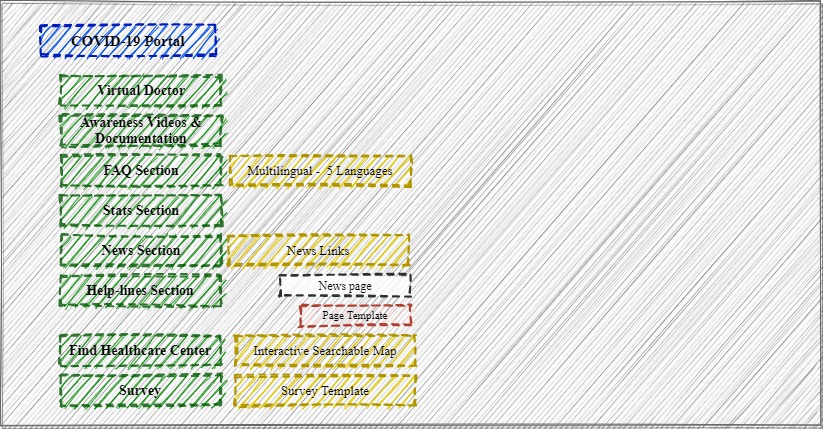 COVID-19 Portal
Virtual Doctor
Awareness Videos &
Documentation
FAQ Section
Multilingual - 5 Languages
Stats Section
News Section
News Links
Help-lines Section
News page
Page Template
Find Healthcare Center
Interactive Searchable Map
Survey
Survey Template